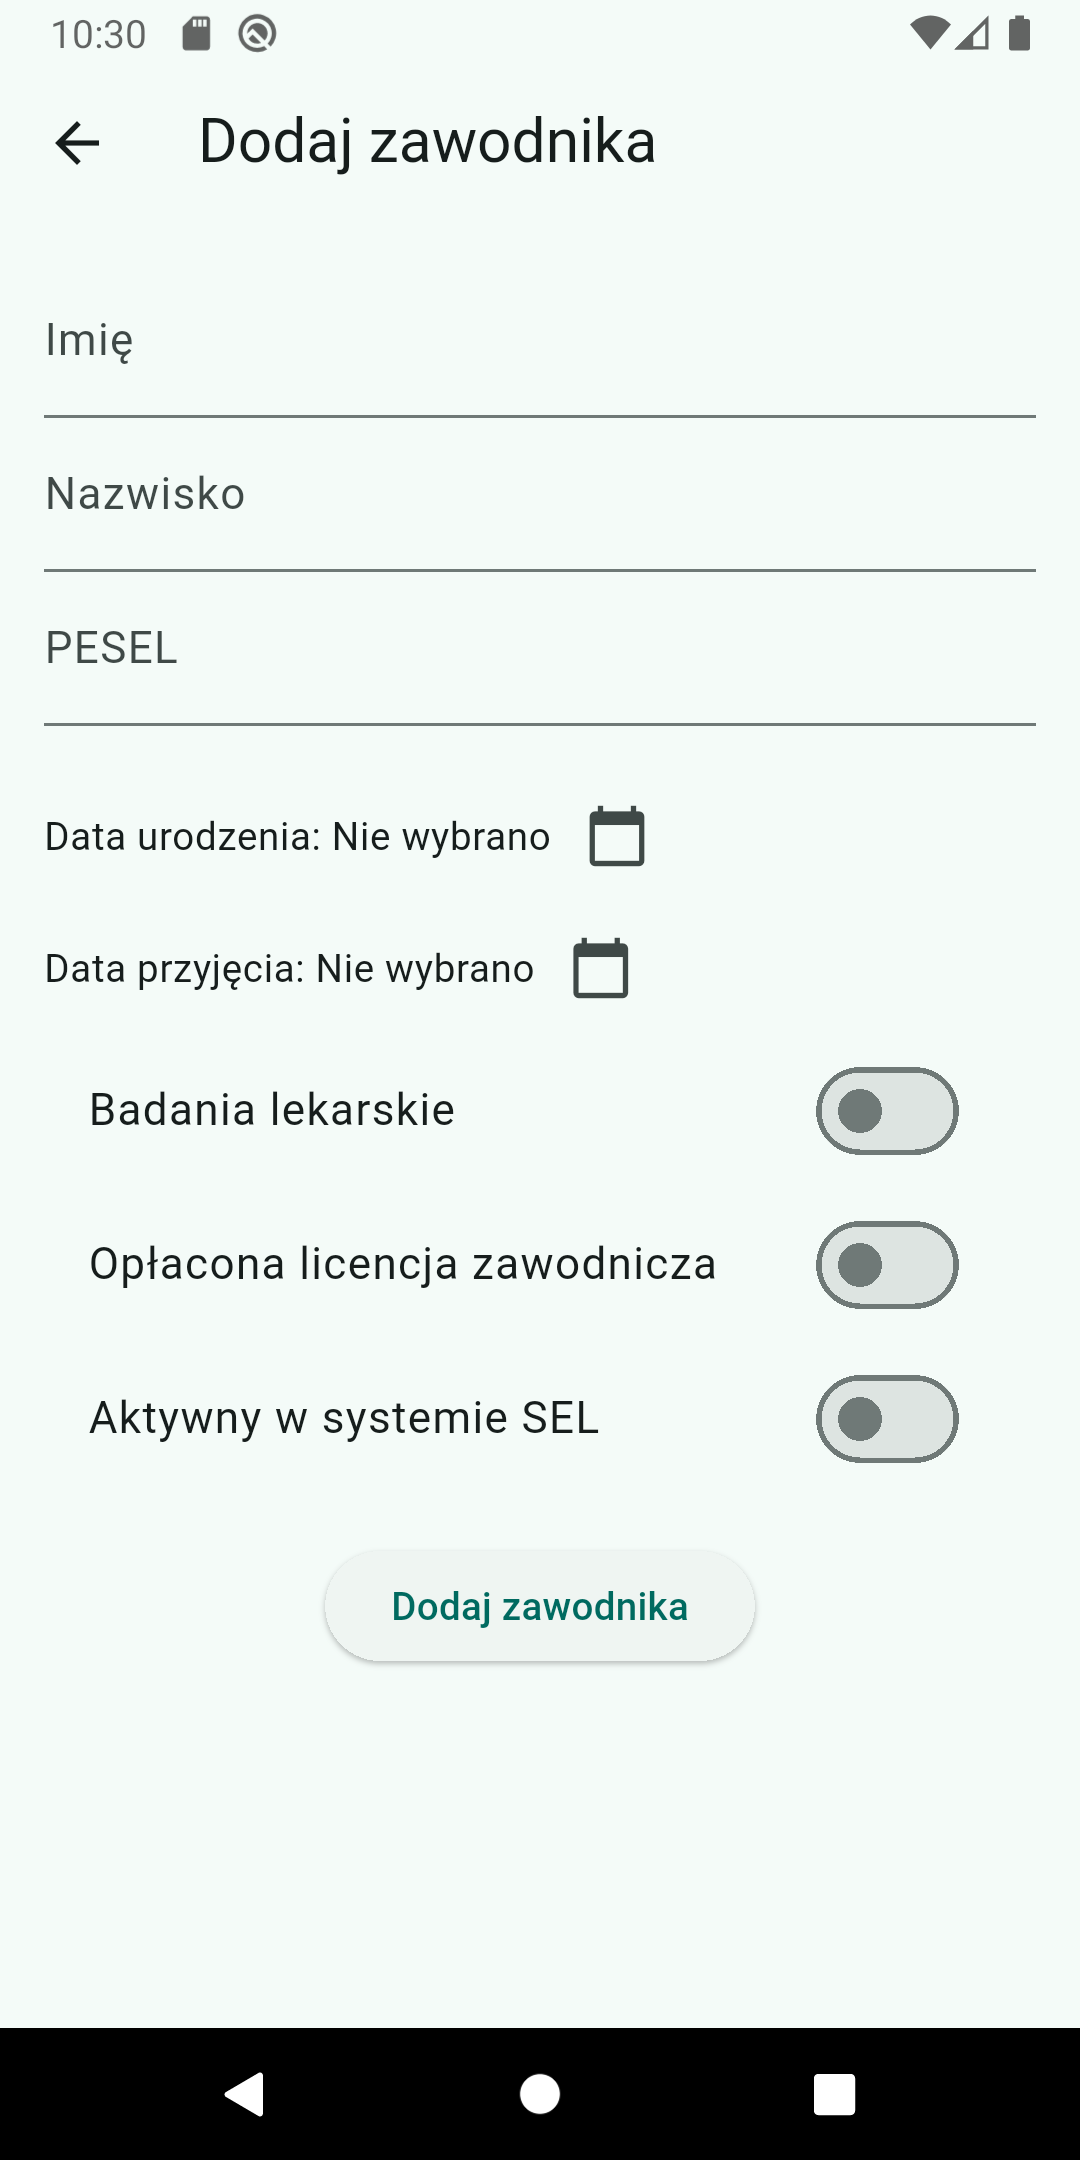 10:30
Dodaj zawodnika
Imię
Nazwisko
PESEL
Data urodzenia: Nie wybrano
Data przyjęcia: Nie wybrano
Badania lekarskie
Opłacona licencja zawodnicza
Aktywny w systemie SEL
Dodaj zawodnika